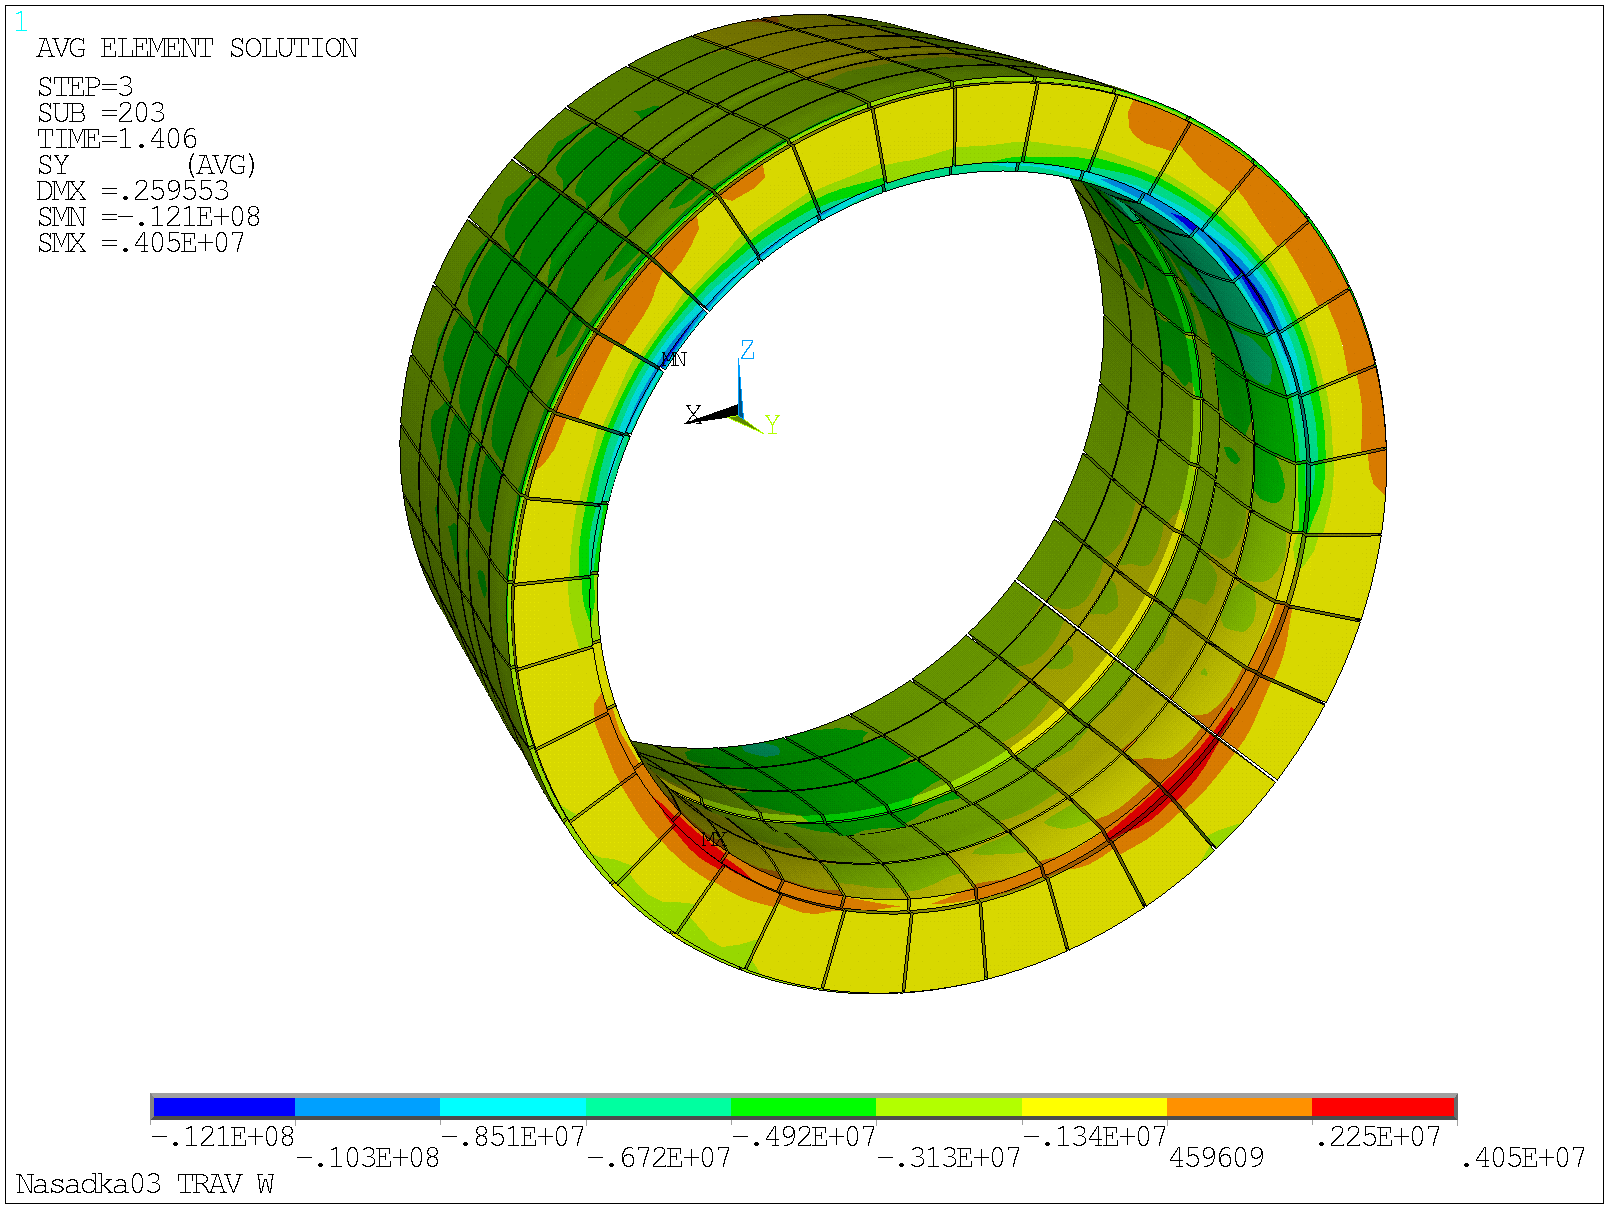 1
AVG ELEMENT SOLUTION
STEP=3
SUB =203
TIME=1.406
SY (AVG)
DMX =.259553
SMN =-.121E+08
SMX =.405E+07
MN
Z
X
Y
MX
-.121E+08 -.851E+07 -.492E+07 -.134E+07 .225E+07
-.103E+08 -.672E+07 -.313E+07 459609 .405E+07
Nasadka03 TRAV W